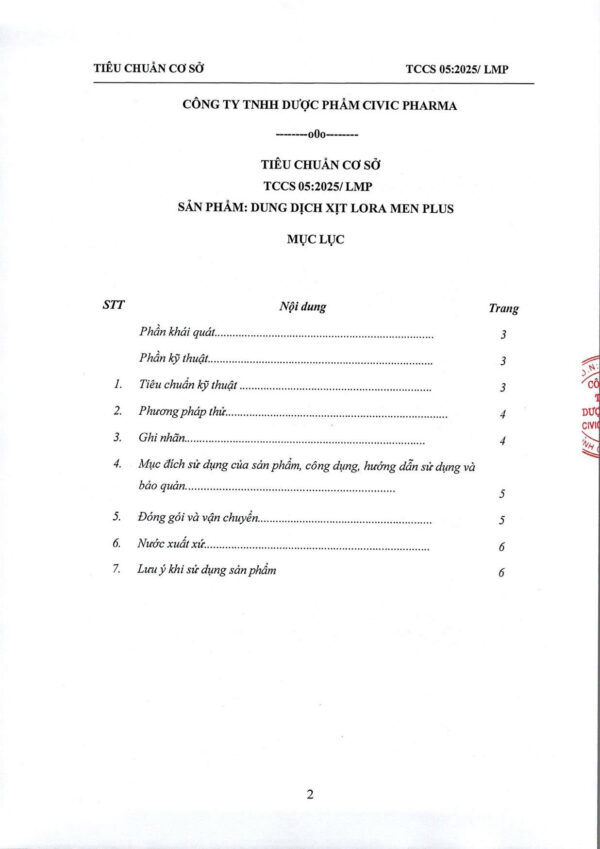 TIÊU CHUẨN CƠ SỞ TCCS 05:2025/ LMP
CÔNG TY TNHH DƯỢC PHẨM CIVIC PHARMA
--------o0o--------
TIÊU CHUẨN CƠ SỞ
TCCS 05:2025/ LMP
SẢN PHẨM: DUNG DỊCH XỊT LORA MEN PLUS
MỤC LỤC
STT Nội dung Trang
Phần khái quát........................................................................ 3
Phần kỹ thuật.......................................................................... 3
1. Tiêu chuẩn kỹ thuật ................................................................ 3
2. Phương pháp thử.......................................................................... 4
3. Ghi nhãn............................................................................... 4
4. Mục đích sử dụng của sản phẩm, công dụng, hướng dẫn sử dụng và
bảo quản..................................................................... 5
5. Đóng gói và vận chuyển.......................................................... 5
6. Nước xuất xứ........................................................................... 6
7. Lưu ý khi sử dụng sản phẩm 6
CÔ
T
DƯỢ
CIVIC
2